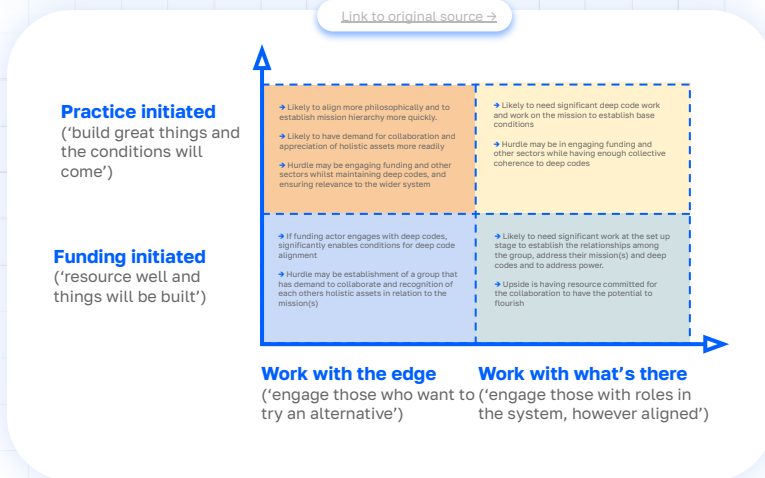 Link to original source →
Practice initiated
(‘build great things and
the conditions will
come’)
→ Likely to align more philosophically and to
establish mission hierarchy more quickly.
→ Likely to have demand for collaboration and
appreciation of holistic assets more readily
→ Hurdle may be engaging funding and other
sectors whilst maintaining deep codes, and
ensuring relevance to the wider system
→ Likely to need significant deep code work
and work on the mission to establish base
conditions
→ Hurdle may be in engaging funding and
other sectors while having enough collective
coherence to deep codes
Funding initiated
(‘resource well and
things will be built’)
→ If funding actor engages with deep codes,
significantly enables conditions for deep code
alignment
→ Hurdle may be establishment of a group that
has demand to collaborate and recognition of
each others holistic assets in relation to the
mission(s)
→ Likely to need significant work at the set up
stage to establish the relationships among
the group, address their mission(s) and deep
codes and to address power.
→ Upside is having resource committed for
the collaboration to have the potential to
flourish
Work with the edge
(‘engage those who want to
try an alternative’)
Work with what’s there
(‘engage those with roles in
the system, however aligned’)